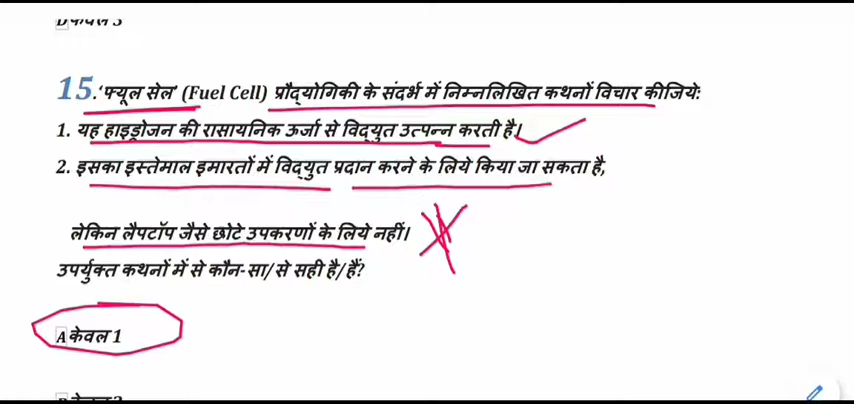 15.‘फ्यूल सेल’ (Fuel Cell) प्रौद्योगिकी के संदर्भ में निम्नलिखित कथनों विचार कीजिये:
1. यह हाइड्रोजन की रासायनिक ऊर्जा से विद्युत उत्पन्न करती है।
2. इसका इस्तेमाल इमारतों में विद्युत प्रदान करने के लिये किया जा सकता है,
लेकिन लैपटॉप जैसे छोटे उपकरणों के लिये नहीं।
उपर्युक्त कथनों में से कौन-सा/से सही है/हैं?
A केवल 1